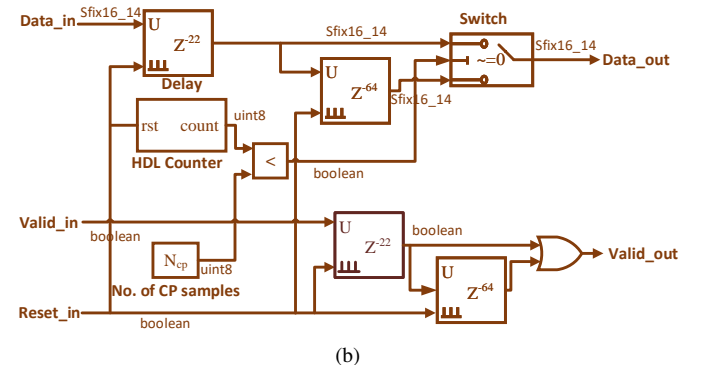 Data_in
Sfix16_14
U
Z-22
Delay
Sfix16_14
U
Z-64
Sfix16_14
Switch
~=0
Sfix16_14
Data_out
rst count
uint8
HDL Counter
<
boolean
Valid_in
boolean
Ncp
uint8
No. of CP samples
U
Z-22
boolean
U
Z-64
Valid_out
Reset_in
boolean
(b)